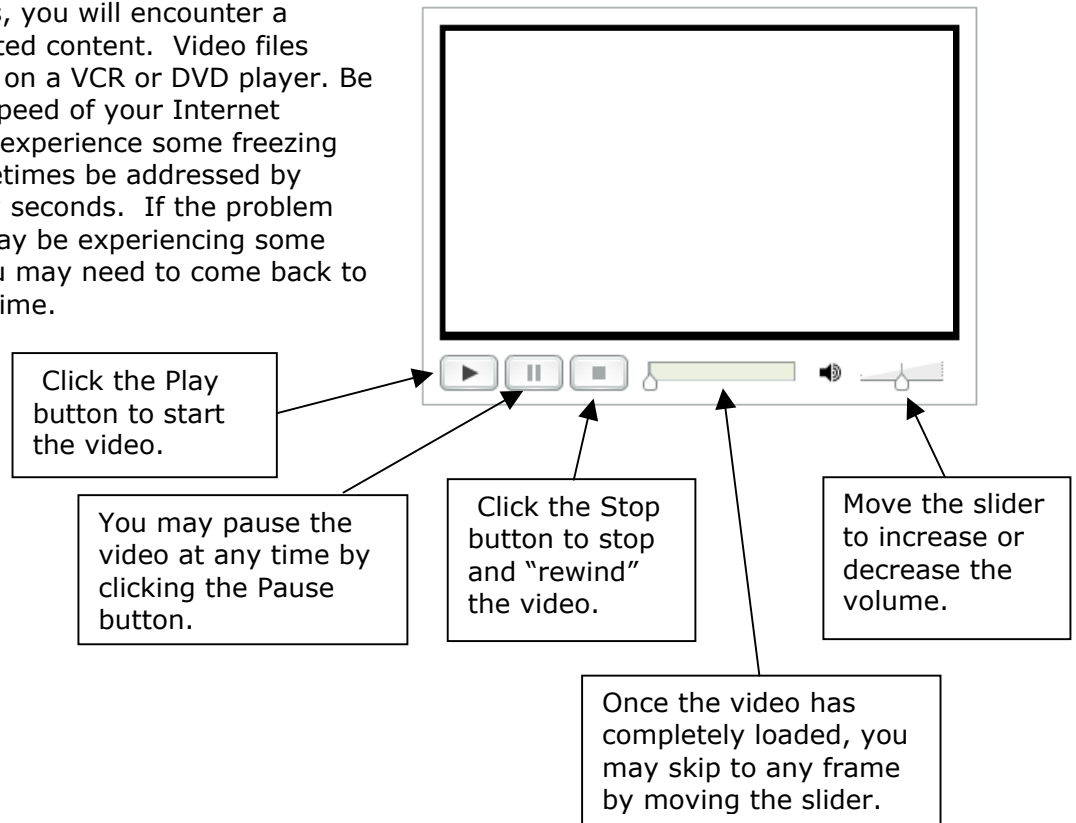 s, you will encounter a
ted content.  Video files
on a VCR or DVD player. Be
peed of your Internet
experience some freezing
etimes be addressed by
seconds.  If the problem
ay be experiencing some
u may need to come back to
ime.
Click the Play
button to start
the video.
You may pause the
video at any time by
clicking the Pause
button.
Click the Stop
button to stop
and “rewind”
the video.
Move the slider
to increase or
decrease the
volume.
Once the video has
completely loaded, you
may skip to any frame
by moving the slider.